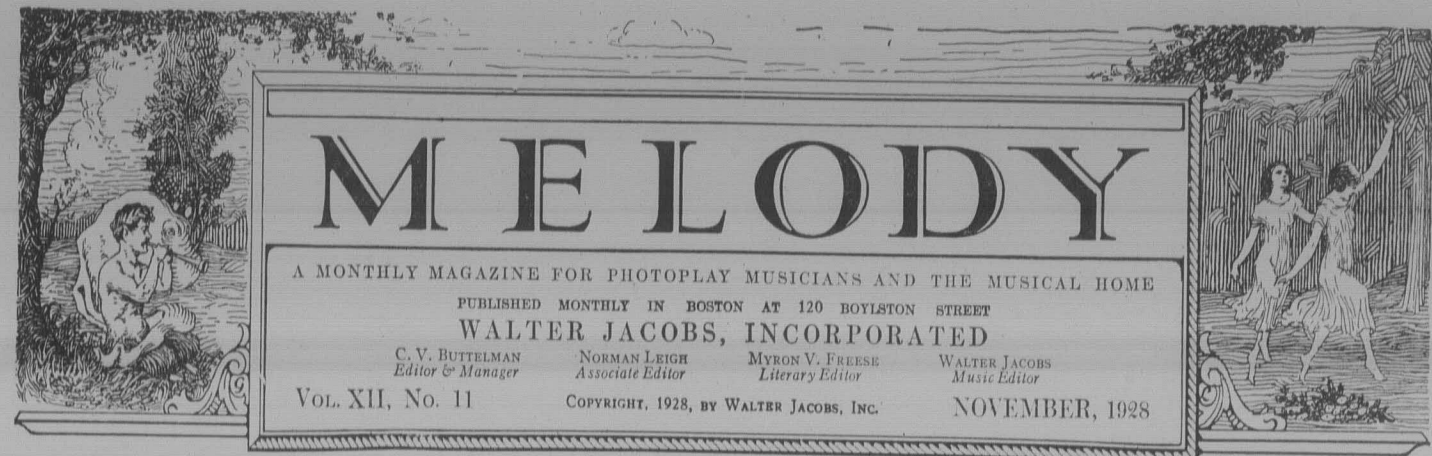 MELODY
A MONTHLY MAGAZINE FOR PHOTOPLAY MUSICIANS AND THE MUSICAL HOME
PUBLISHED MONTHLY IN BOSTON AT 120 BOYLSTON STREET
WALTER JACOBS, INCORPORATED
C. V. BUTTELMAN NORMAN LEIGH MYRON V. FREESE WALTER JACOBS
Editor & Manager Associate Editor Literary Editor Music Editor
VOL. XII, No. 11 COPYRIGHT, 1928, BY WALTER JACOBS, INC. NOVEMBER, 1928